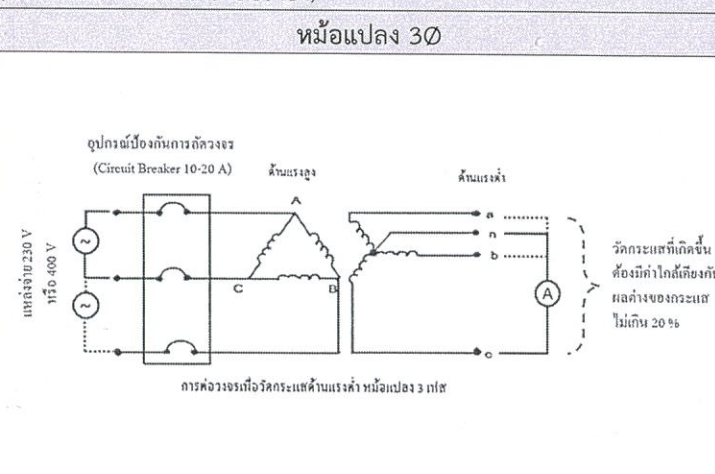 หม้อแปลง 3Ø
อุปกรณ์ป้องกันการลัดวงจร
(Circuit Breaker 10-20 A)
ด้านแรงสูง
ด้านแรงต่ำ
A
C
B
a
n
b
c
A
แหล่งจ่าย 230 V
หรือ 400 V
วัดกระแสที่เกิดขึ้น
ต้องมีค่าใกล้เคียงกัน
ผลต่างของกระแส
ไม่เกิน 20 %
การต่อวงจรเพื่อวัดกระแสด้านแรงต่ำ หม้อแปลง 3 เฟส